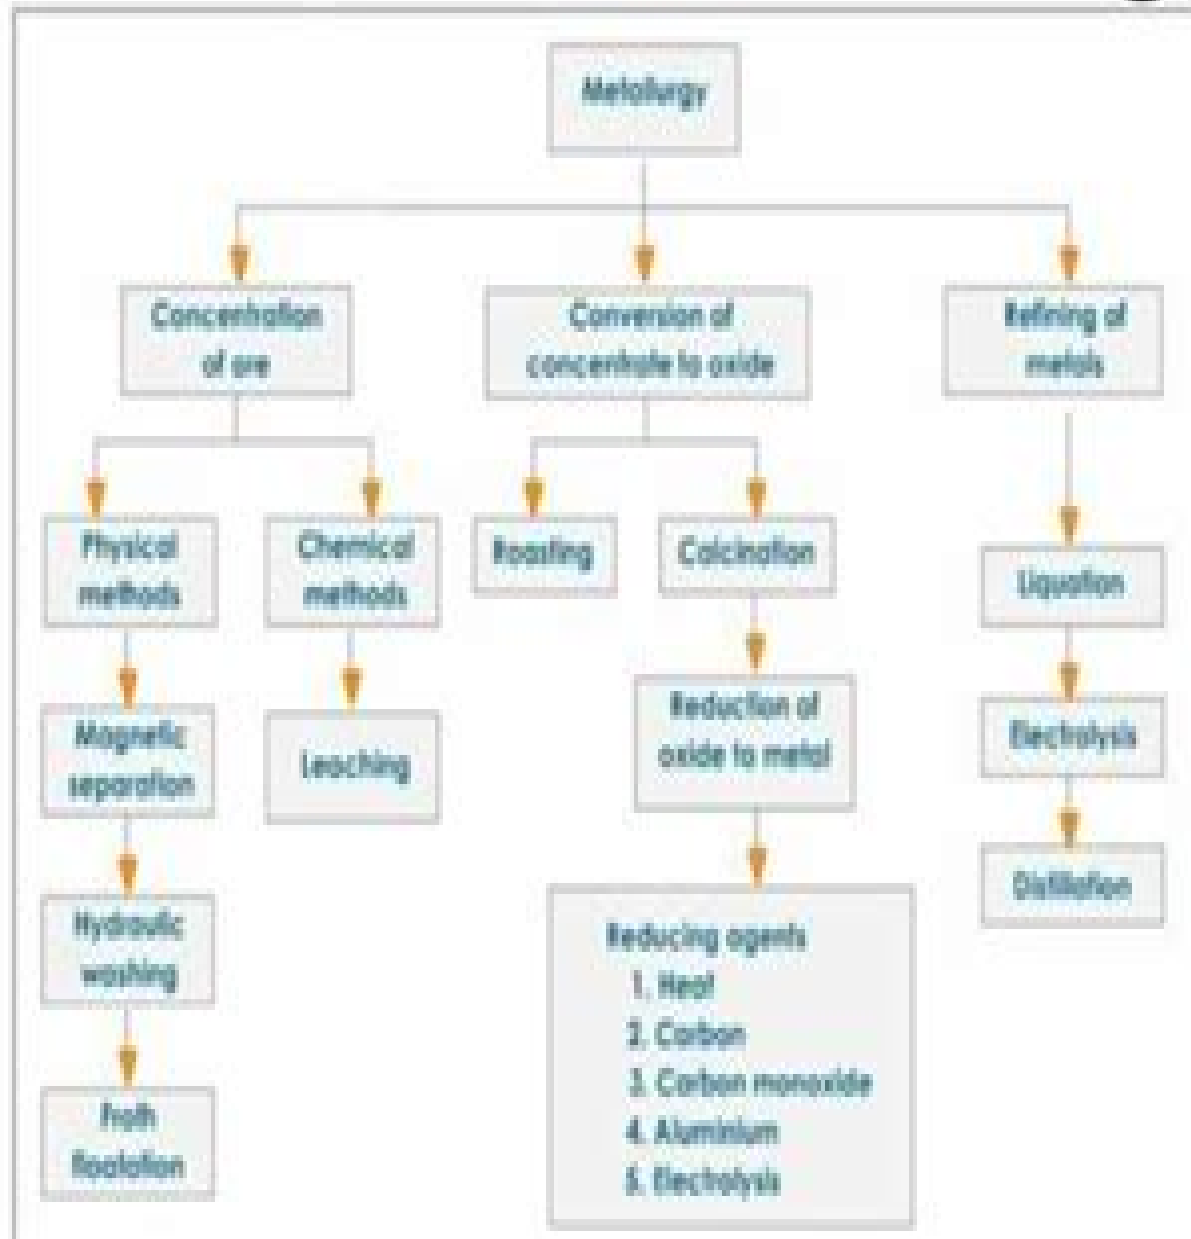 Metallurgy
Concentration
of ore
Conversion of
concentrate to oxide
Refining of
metals
Physical
methods
Chemical
methods
Roasting
Calcination
Liquation
Magnetic
separation
Leaching
Reduction of
oxide to metal
Electrolysis
Hydraulic
washing
Distillation
Froth
floatation
Reducing agents
1. Heat
2. Carbon
3. Carbon monoxide
4. Aluminium
5. Electrolysis